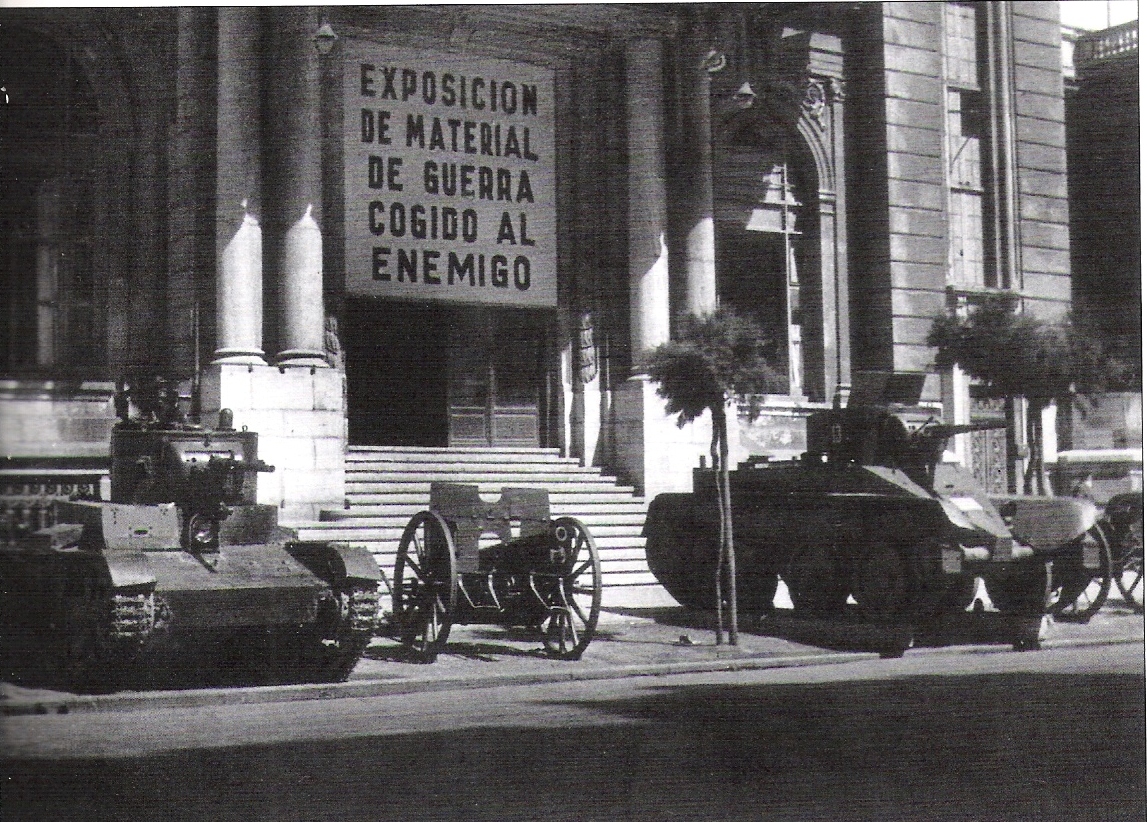 EXPOSICION
DE MATERIAL
DE GUERRA
COGIDO AL
ENEMIGO